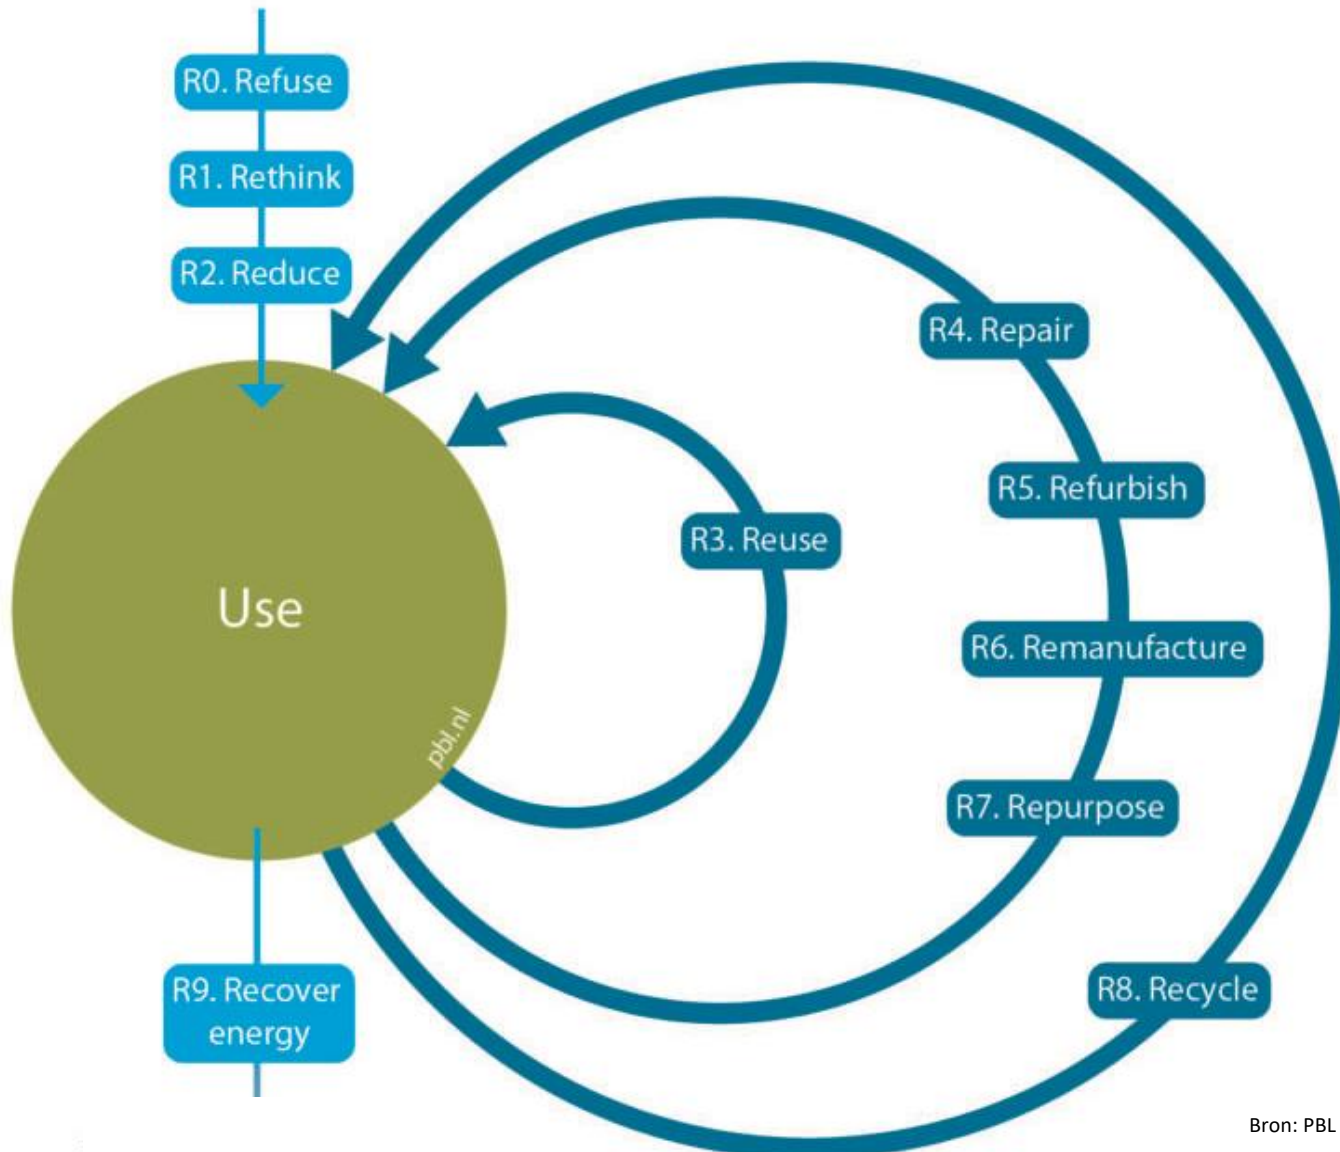 R0. Refuse
R1. Rethink
R2. Reduce
R4. Repair
R5. Refurbish
R3. Reuse
Use
R6. Remanufacture
pbl.nl
R7. Repurpose
R9. Recover
energy
R8. Recycle
Bron: PBL